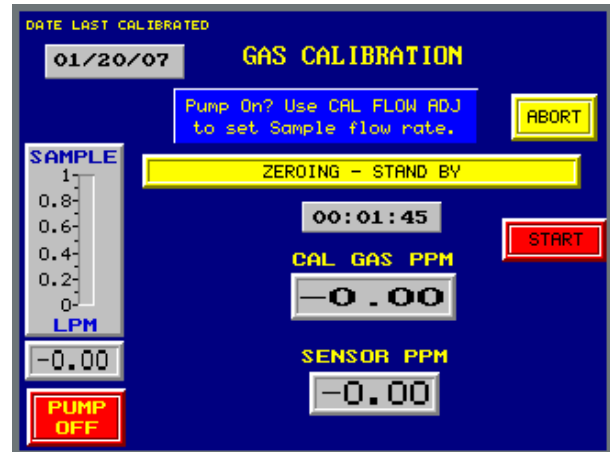 DATE LAST CALIBRATED
01/20/07
GAS CALIBRATION
Pump On? Use CAL FLOW ADJ
to set Sample flow rate.
ABORT
ZEROING - STAND BY
SAMPLE
1
0.8
0.6
0.4
0.2
0
LPM
-0.00
PUMP
OFF
00:01:45
START
CAL GAS PPM
-0.00
SENSOR PPM
-0.00